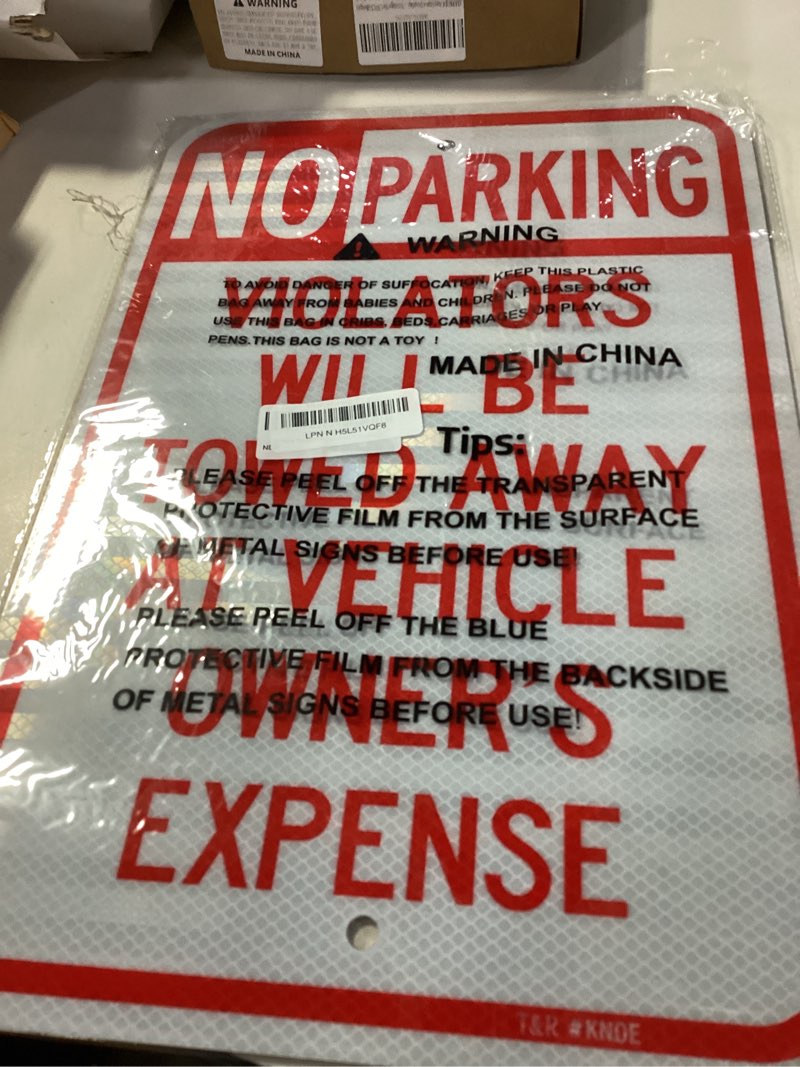 WARNING
MADE IN CHINA
NO PARKING
WARNING
VIOLATORS
TO AVOID DANGER OF SUFFOCATION, KEEP THIS PLASTIC
BAG AWAY FROM BABIES AND CHILDREN. PLEASE DO NOT
USE THIS BAG IN CRIBS, BEDS,CARRIAGES OR PLAY
PENS.THIS BAG IS NOT A TOY !
MADE IN CHINA
WILL BE
LPN N H5L51VQF8
NL
Tips:
TOWED AWAY
PLEASE PEEL OFF THE TRANSPARENT
PROTECTIVE FILM FROM THE SURFACE
OF METAL SIGNS BEFORE USE!
AT VEHICLE
PLEASE PEEL OFF THE BLUE
PROTECTIVE FILM FROM THE BACKSIDE
OF METAL SIGNS BEFORE USE!
OWNER'S
EXPENSE
T&R #KNOE